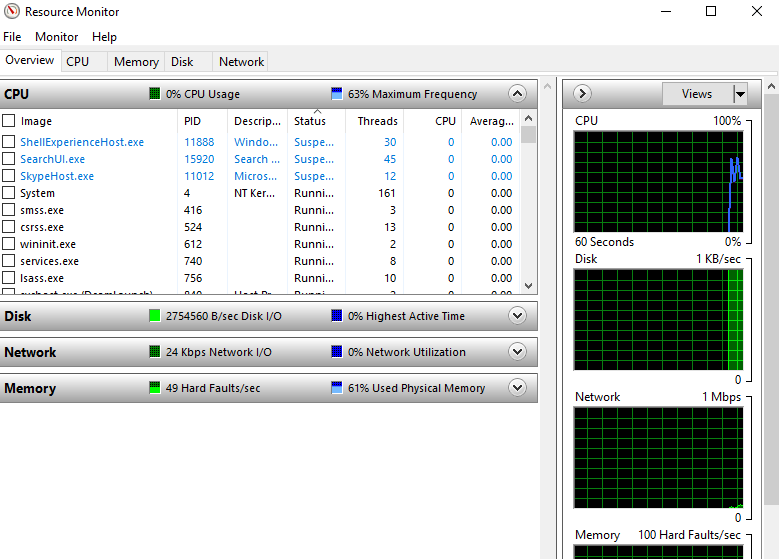 Resource Monitor
File Monitor Help
Overview CPU Memory Disk Network
CPU 0% CPU Usage 63% Maximum Frequency
Image PID Descrip... Status Threads CPU Averag...
ShellExperienceHost.exe 11888 Windo... Suspe... 30 0 0.00
SearchUI.exe 15920 Search ... Suspe... 45 0 0.00
SkypeHost.exe 11012 Micros... Suspe... 12 0 0.00
System 4 NT Ker... Runni... 161 0 0.00
smss.exe 416 Runni... 3 0 0.00
csrss.exe 524 Runni... 13 0 0.00
wininit.exe 612 Runni... 2 0 0.00
services.exe 740 Runni... 8 0 0.00
lsass.exe 756 Runni... 10 0 0.00
Disk 2754560 B/sec Disk I/O 0% Highest Active Time
Network 24 Kbps Network I/O 0% Network Utilization
Memory 49 Hard Faults/sec 61% Used Physical Memory
Views
CPU 100%
60 Seconds 0%
Disk 1 KB/sec
0
Network 1 Mbps
0
Memory 100 Hard Faults/sec